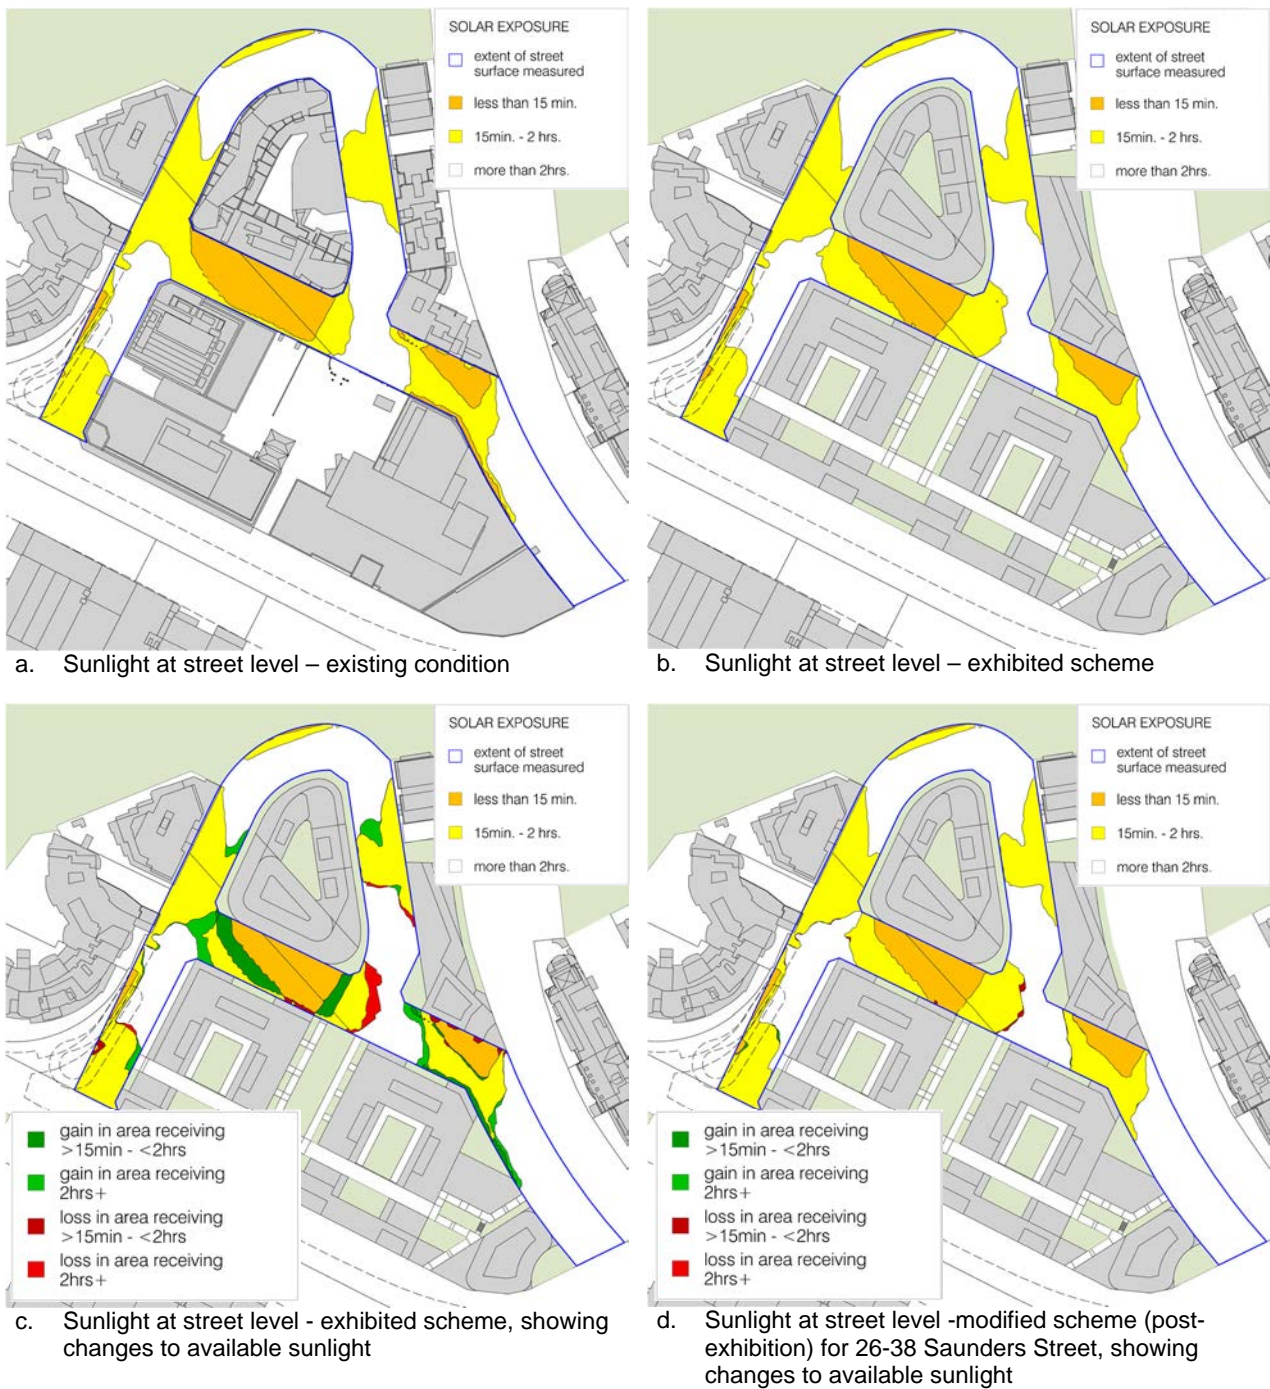 SOLAR EXPOSURE
extent of street
surface measured
less than 15 min.
15min. - 2 hrs.
more than 2hrs.
a. Sunlight at street level – existing condition
SOLAR EXPOSURE
extent of street
surface measured
less than 15 min.
15min. - 2 hrs.
more than 2hrs.
b. Sunlight at street level – exhibited scheme
SOLAR EXPOSURE
extent of street
surface measured
less than 15 min.
15min. - 2 hrs.
more than 2hrs.
gain in area receiving
>15min - <2hrs
gain in area receiving
2hrs+
loss in area receiving
>15min - <2hrs
loss in area receiving
2hrs+
c. Sunlight at street level - exhibited scheme, showing
changes to available sunlight
SOLAR EXPOSURE
extent of street
surface measured
less than 15 min.
15min. - 2 hrs.
more than 2hrs.
gain in area receiving
>15min - <2hrs
gain in area receiving
2hrs+
loss in area receiving
>15min - <2hrs
loss in area receiving
2hrs+
d. Sunlight at street level -modified scheme (post-
exhibition) for 26-38 Saunders Street, showing
changes to available sunlight